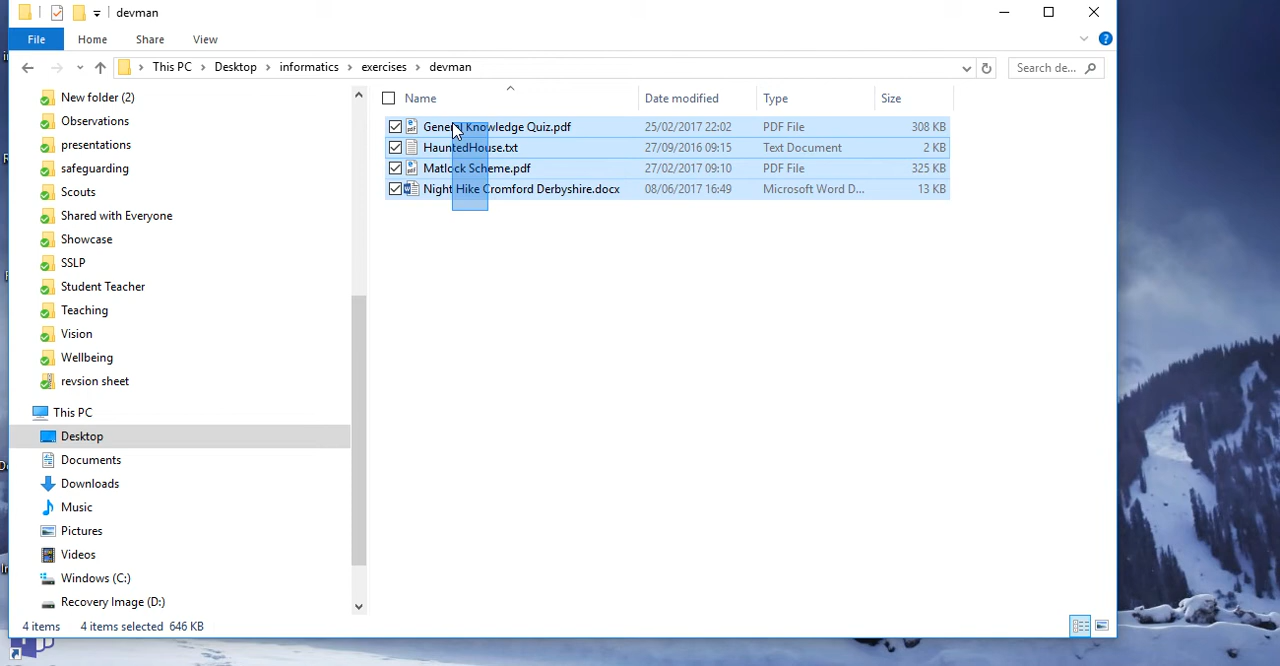 devman
File Home Share View
This PC Desktop informatics exercises devman Search de...
New folder (2)
Observations
presentations
safeguarding
Scouts
Shared with Everyone
Showcase
SSLP
Student Teacher
Teaching
Vision
Wellbeing
revsion sheet
This PC
Desktop
Documents
Downloads
Music
Pictures
Videos
Windows (C:)
Recovery Image (D:)
Name Date modified Type Size
General Knowledge Quiz.pdf 25/02/2017 22:02 PDF File 308 KB
HauntedHouse.txt 27/09/2016 09:15 Text Document 2 KB
Matlock Scheme.pdf 27/02/2017 09:10 PDF File 325 KB
Night Hike Cromford Derbyshire.docx 08/06/2017 16:49 Microsoft Word D... 13 KB
4 items 4 items selected 646 KB